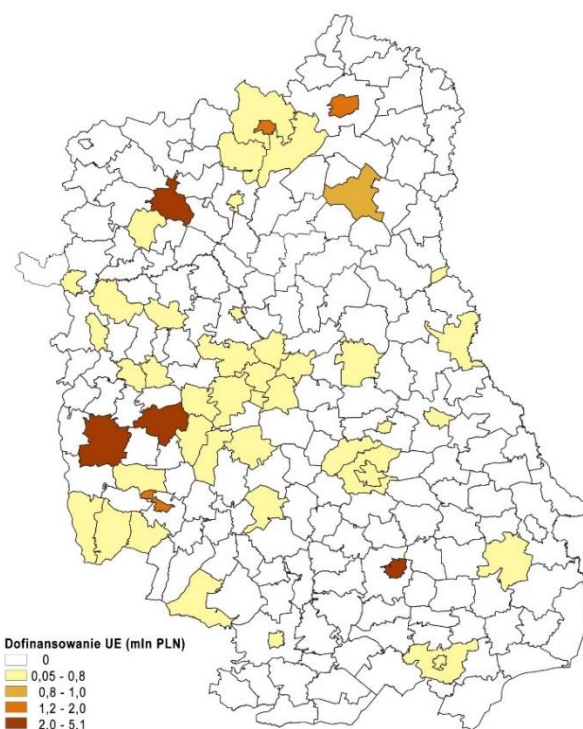 Dofinansowanie UE (mln PLN)
0
0,05 - 0,8
0,8 - 1,0
1,2 - 2,0
2,0 - 5,1